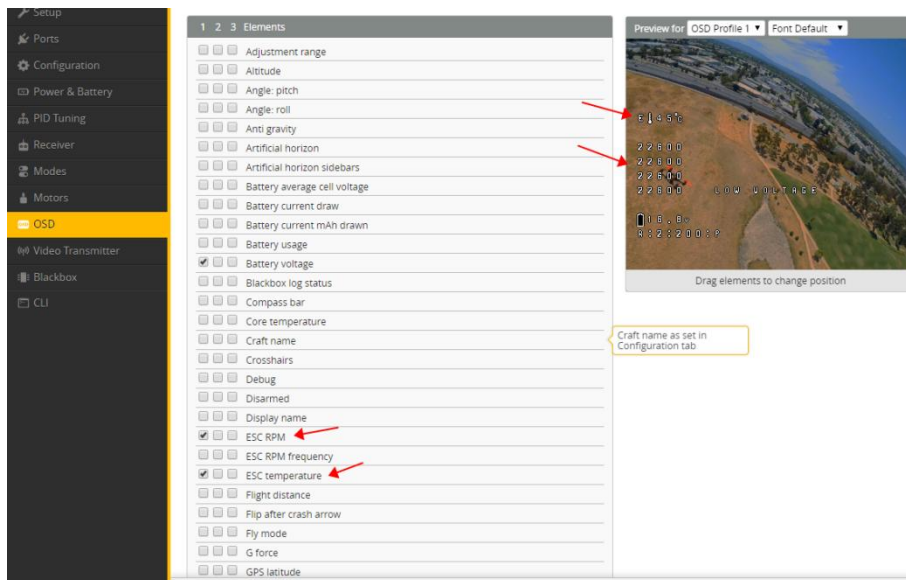 Setup
Ports
Configuration
Power & Battery
PID Tuning
Receiver
Modes
Motors
OSD
Video Transmitter
Blackbox
CLI
1 2 3 Elements
Adjustment range
Altitude
Angle: pitch
Angle: roll
Anti gravity
Artificial horizon
Artificial horizon sidebars
Battery average cell voltage
Battery current draw
Battery current mAh drawn
Battery usage
Battery voltage
Blackbox log status
Compass bar
Core temperature
Craft name
Crosshairs
Debug
Disarmed
Display name
ESC RPM
ESC RPM frequency
ESC temperature
Flight distance
Flip after crash arrow
Fly mode
G force
GPS latitude
Craft name as set in
Configuration tab
Preview for OSD Profile 1 Font Default
E 45°C
22600
22600
22600
22600 LOW VOLTAGE
16.8V
R:2:200:P
Drag elements to change position